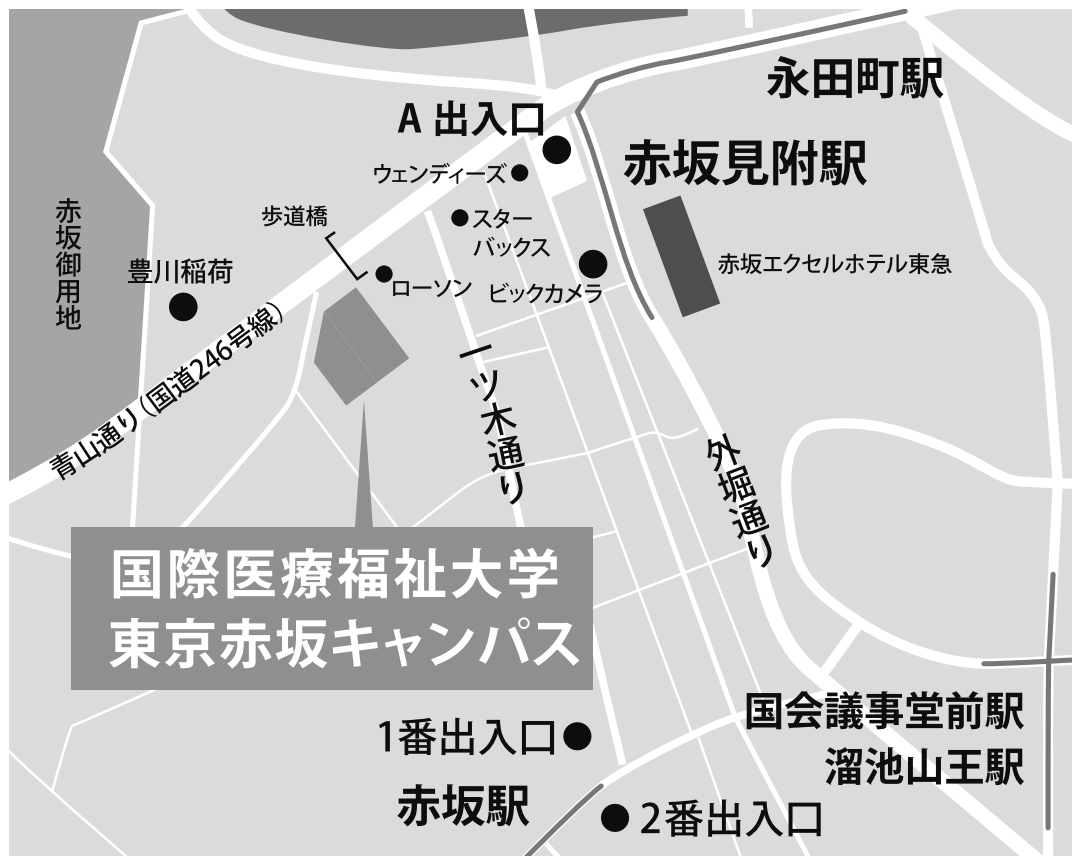 永田町駅
A 出入口
赤坂見附駅
ウェンディーズ
歩道橋
スター
バックス
赤坂御用地
豊川稲荷
ローソン
ビックカメラ
赤坂エクセルホテル東急
青山通り(国道246号線)
一ツ木通り
外堀通り
国際医療福祉大学
東京赤坂キャンパス
国会議事堂前駅
溜池山王駅
1番出入口
赤坂駅
2番出入口